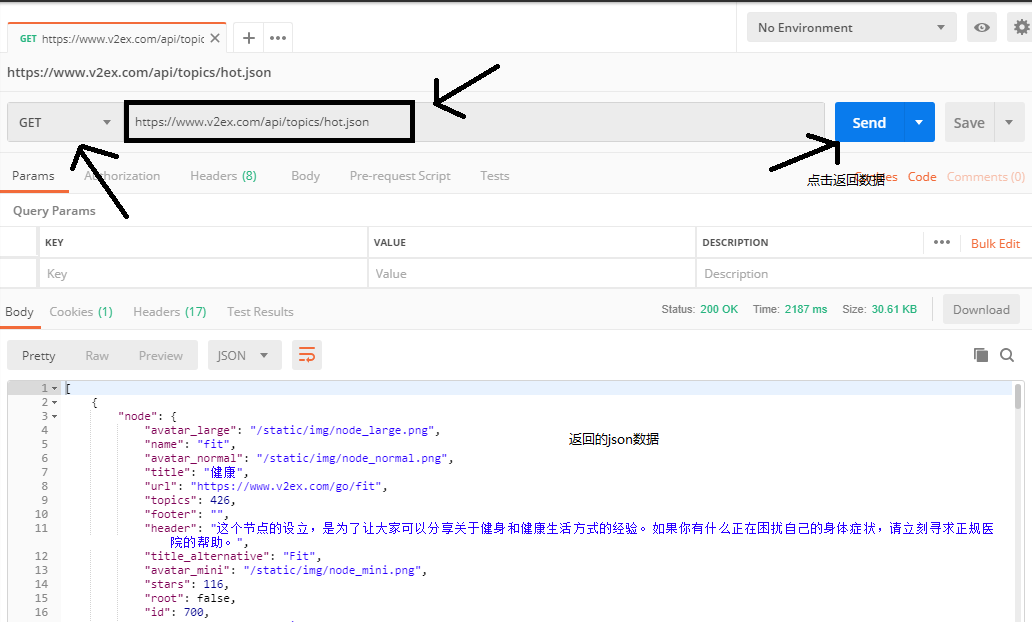 GET https://www.v2ex.com/api/topic
No Environment
https://www.v2ex.com/api/topics/hot.json
GET https://www.v2ex.com/api/topics/hot.json Send Save
Params Authorization Headers (8) Body Pre-request Script Tests Code Comments (0)
点击返回数据
Query Params
KEY VALUE DESCRIPTION Bulk Edit
Key Value Description
Body Cookies (1) Headers (17) Test Results Status: 200 OK Time: 2187 ms Size: 30.61 KB Download
Pretty Raw Preview JSON
1 [
2 {
3 "node": {
4 "avatar_large": "/static/img/node_large.png",
返回的json数据
5 "name": "fit",
6 "avatar_normal": "/static/img/node_normal.png",
7 "title": "健康",
8 "url": "https://www.v2ex.com/go/fit",
9 "topics": 426,
10 "footer": "",
11 "header": "这个节点的设立，是为了让大家可以分享关于健身和健康生活方式的经验。如果你有什么正在困扰自己的身体症状，请立刻寻求正规医
院的帮助。",
12 "title_alternative": "Fit",
13 "avatar_mini": "/static/img/node_mini.png",
14 "stars": 116,
15 "root": false,
16 "id": 700,